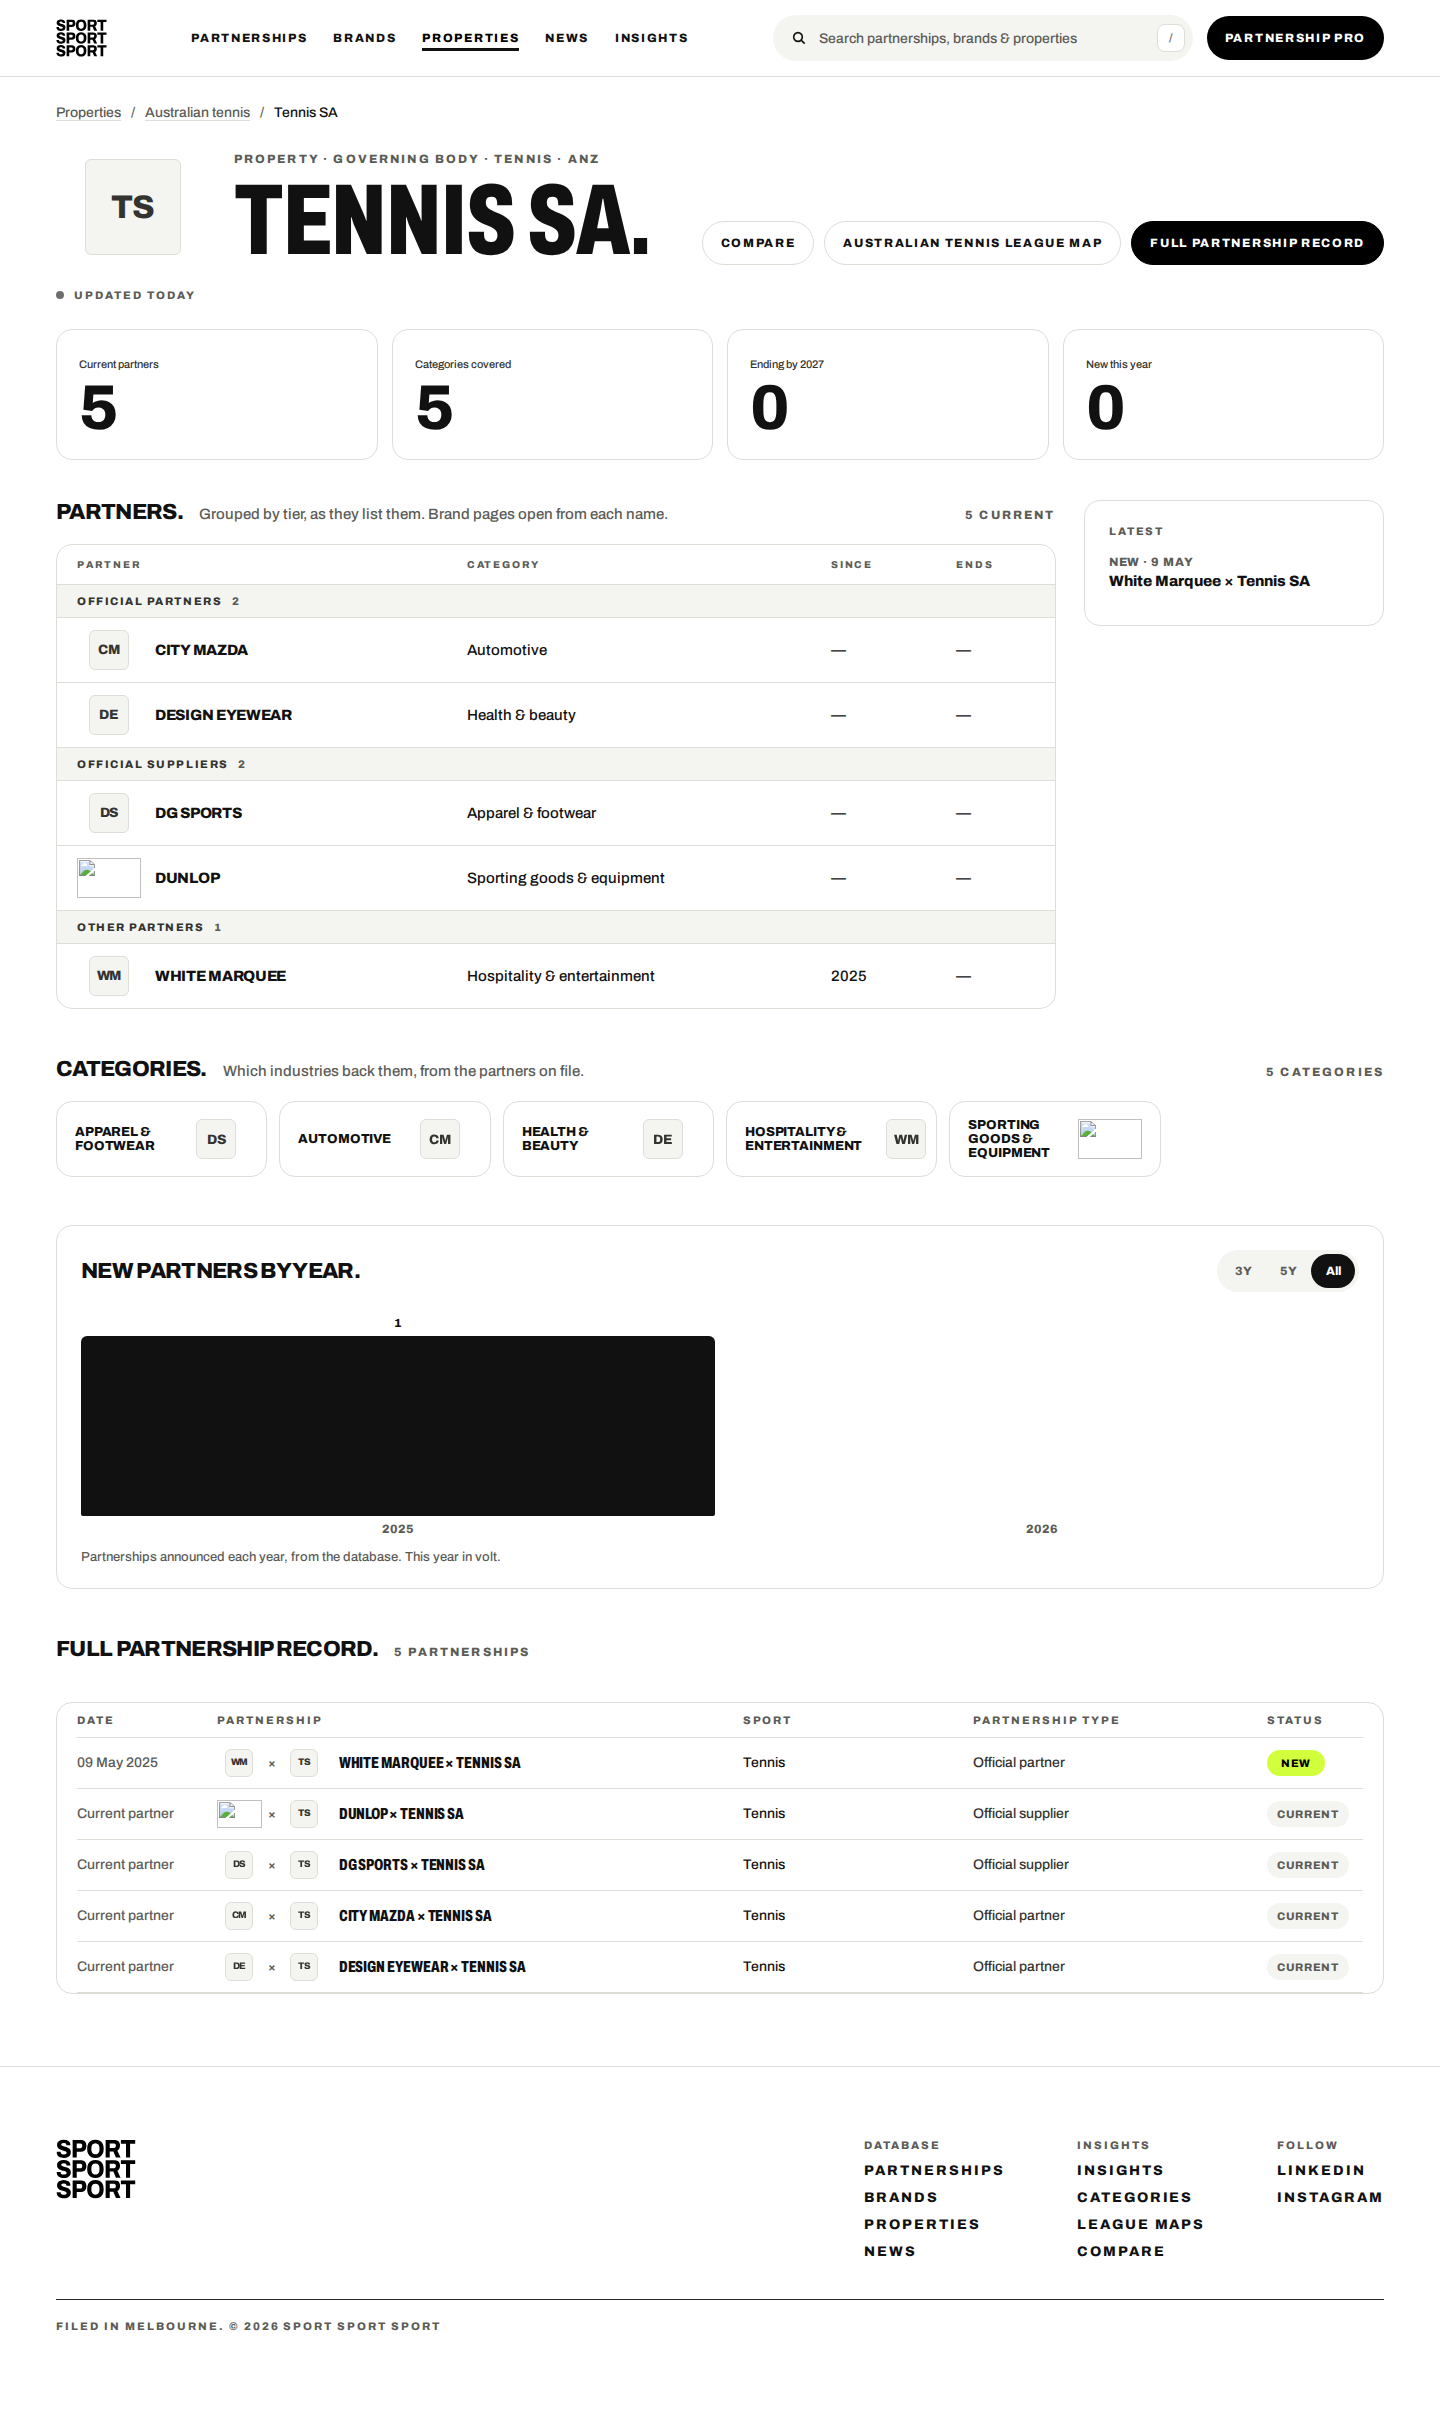 SPORT
SPORT
SPORT
PARTNERSHIPS BRANDS PROPERTIES NEWS INSIGHTS
Search partnerships, brands & properties /
PARTNERSHIP PRO
Properties / Australian tennis / Tennis SA
TS
PROPERTY · GOVERNING BODY · TENNIS · ANZ
TENNIS SA.
COMPARE AUSTRALIAN TENNIS LEAGUE MAP FULL PARTNERSHIP RECORD
UPDATED TODAY
Current partners
5
Categories covered
5
Ending by 2027
0
New this year
0
PARTNERS. Grouped by tier, as they list them. Brand pages open from each name. 5 CURRENT
PARTNER CATEGORY SINCE ENDS
OFFICIAL PARTNERS 2
CM CITY MAZDA Automotive — —
DE DESIGN EYEWEAR Health & beauty — —
OFFICIAL SUPPLIERS 2
DS DG SPORTS Apparel & footwear — —
DUNLOP Sporting goods & equipment — —
OTHER PARTNERS 1
WM WHITE MARQUEE Hospitality & entertainment 2025 —
LATEST
NEW · 9 MAY
White Marquee × Tennis SA
CATEGORIES. Which industries back them, from the partners on file. 5 CATEGORIES
APPAREL &
FOOTWEAR
DS
AUTOMOTIVE CM
HEALTH &
BEAUTY
DE
HOSPITALITY &
ENTERTAINMENT
WM
SPORTING
GOODS &
EQUIPMENT
NEW PARTNERS BY YEAR. 3Y 5Y All
1
2025 2026
Partnerships announced each year, from the database. This year in volt.
FULL PARTNERSHIP RECORD. 5 PARTNERSHIPS
DATE PARTNERSHIP SPORT PARTNERSHIP TYPE STATUS
09 May 2025 WM × TS WHITE MARQUEE × TENNIS SA Tennis Official partner NEW
Current partner × TS DUNLOP × TENNIS SA Tennis Official supplier CURRENT
Current partner DS × TS DG SPORTS × TENNIS SA Tennis Official supplier CURRENT
Current partner CM × TS CITY MAZDA × TENNIS SA Tennis Official partner CURRENT
Current partner DE × TS DESIGN EYEWEAR × TENNIS SA Tennis Official partner CURRENT
SPORT
SPORT
SPORT
DATABASE
PARTNERSHIPS
BRANDS
PROPERTIES
NEWS
INSIGHTS
INSIGHTS
CATEGORIES
LEAGUE MAPS
COMPARE
FOLLOW
LINKEDIN
INSTAGRAM
FILED IN MELBOURNE. © 2026 SPORT SPORT SPORT